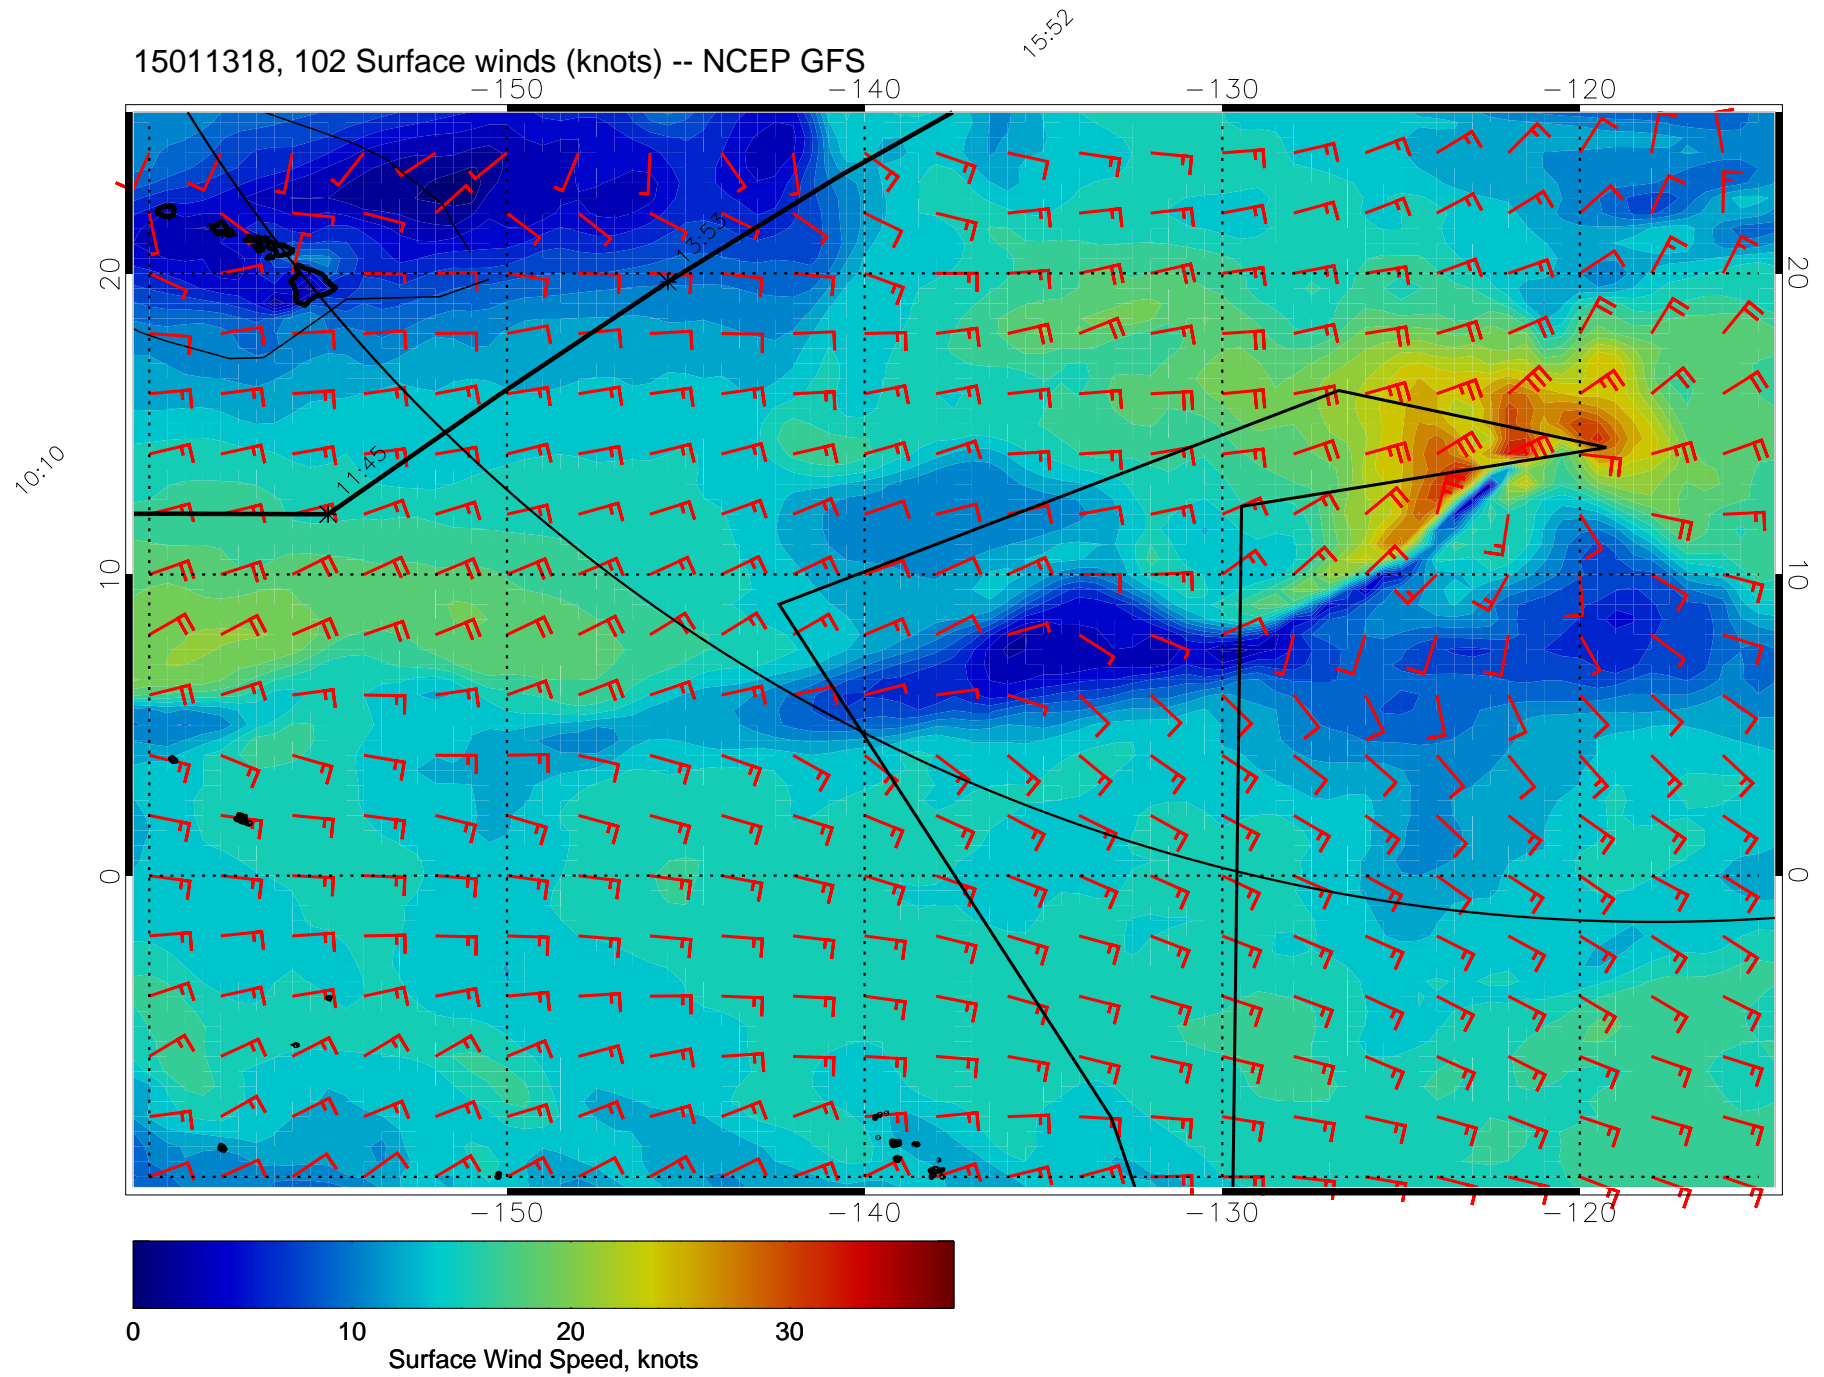 15:52
15011318, 102 Surface winds (knots) -- NCEP GFS
-150 -140 -130 -120
13:53
20 20
11:45
10:10
10 10
0 0
-150 -140 -130 -120
0 10 20 30
Surface Wind Speed, knots